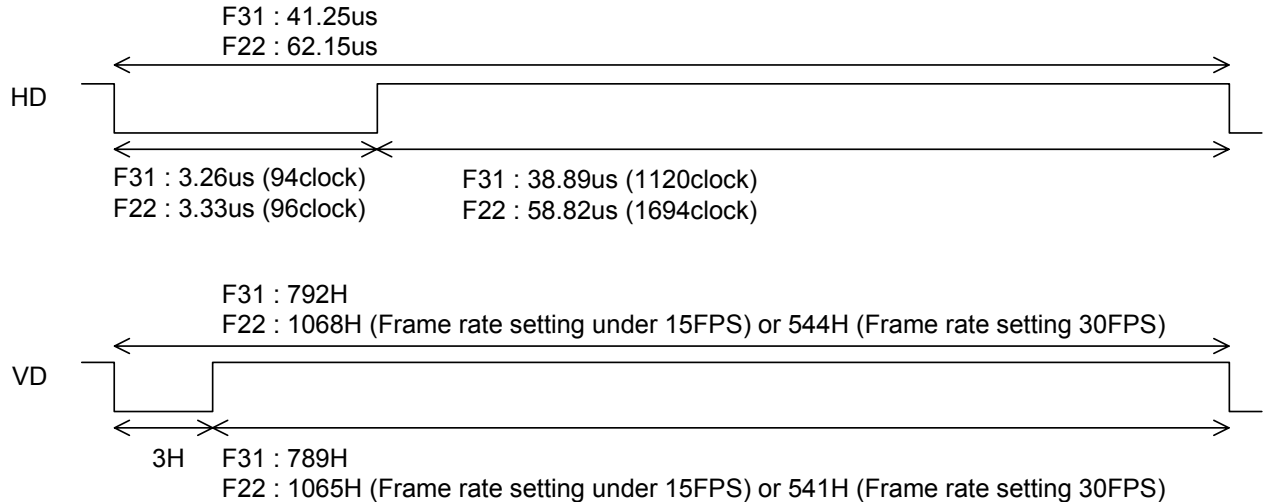 F31 : 41.25us
F22 : 62.15us
HD
F31 : 3.26us (94clock)
F22 : 3.33us (96clock)
F31 : 38.89us (1120clock)
F22 : 58.82us (1694clock)
F31 : 792H
F22 : 1068H (Frame rate setting under 15FPS) or 544H (Frame rate setting 30FPS)
VD
3H
F31 : 789H
F22 : 1065H (Frame rate setting under 15FPS) or 541H (Frame rate setting 30FPS)